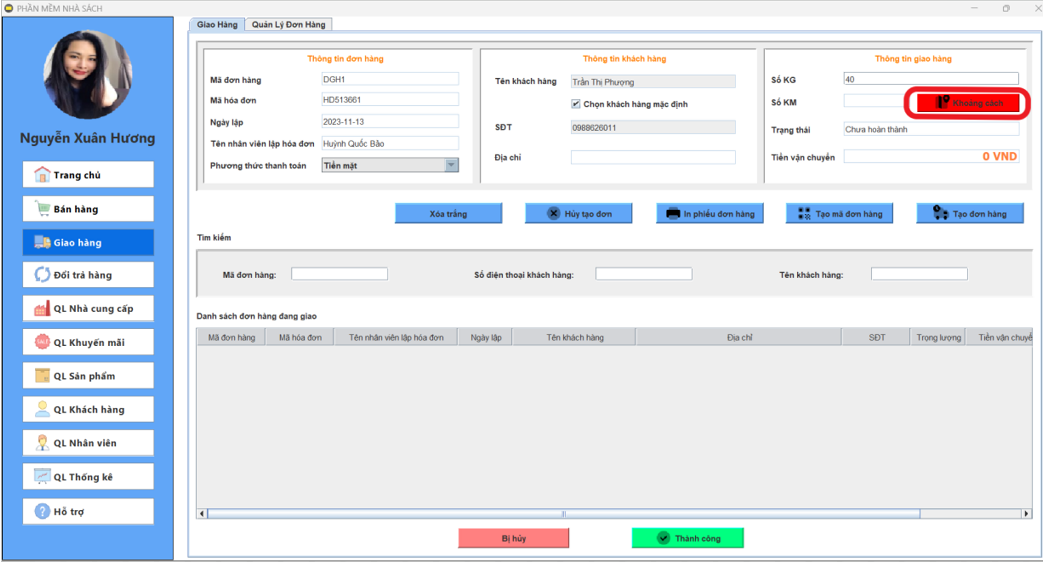 PHẦN MỀM NHÀ SÁCH
Nguyễn Xuân Hương
Trang chủ
Bán hàng
Giao hàng
Đổi trả hàng
QL Nhà cung cấp
QL Khuyến mãi
QL Sản phẩm
QL Khách hàng
QL Nhân viên
QL Thống kê
Hỗ trợ
Giao Hàng
Quản Lý Đơn Hàng
Thông tin đơn hàng
Mã đơn hàng
DGH1
Mã hóa đơn
HD513661
Ngày lập
2023-11-13
Tên nhân viên lập hóa đơn
Huỳnh Quốc Bảo
Phương thức thanh toán
Tiền mặt
Thông tin khách hàng
Tên khách hàng
Trần Thị Phượng
Chọn khách hàng mặc định
SĐT
0988626011
Địa chỉ
Thông tin giao hàng
Số KG
40
Số KM
Khoảng sách
Trạng thái
Chưa hoàn thành
Tiền vận chuyển
0 VND
Xóa trắng
Hủy tạo đơn
In phiếu đơn hàng
Tạo mã đơn hàng
Tạo đơn hàng
Tìm kiếm
Mã đơn hàng:
Số điện thoại khách hàng:
Tên khách hàng:
Danh sách đơn hàng đang giao
Mã đơn hàng
Mã hóa đơn
Tên nhân viên lập hóa đơn
Ngày lập
Tên khách hàng
Địa chỉ
SĐT
Trọng lượng
Tiền vận chuyể
Bị hủy
Thành công